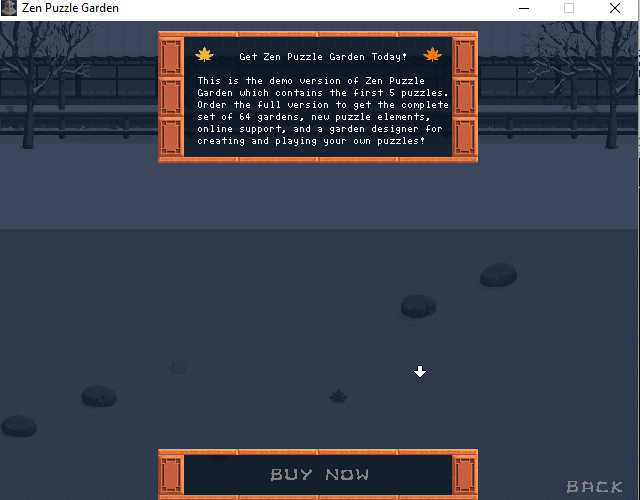 Zen Puzzle Garden
Get Zen Puzzle Garden Today!
This is the demo version of Zen Puzzle
Garden which contains the first 5 puzzles.
Order the full version to get the complete
set of 64 gardens, new puzzle elements,
online support, and a garden designer for
creating and playing your own puzzles!
BUY NOW
BACK